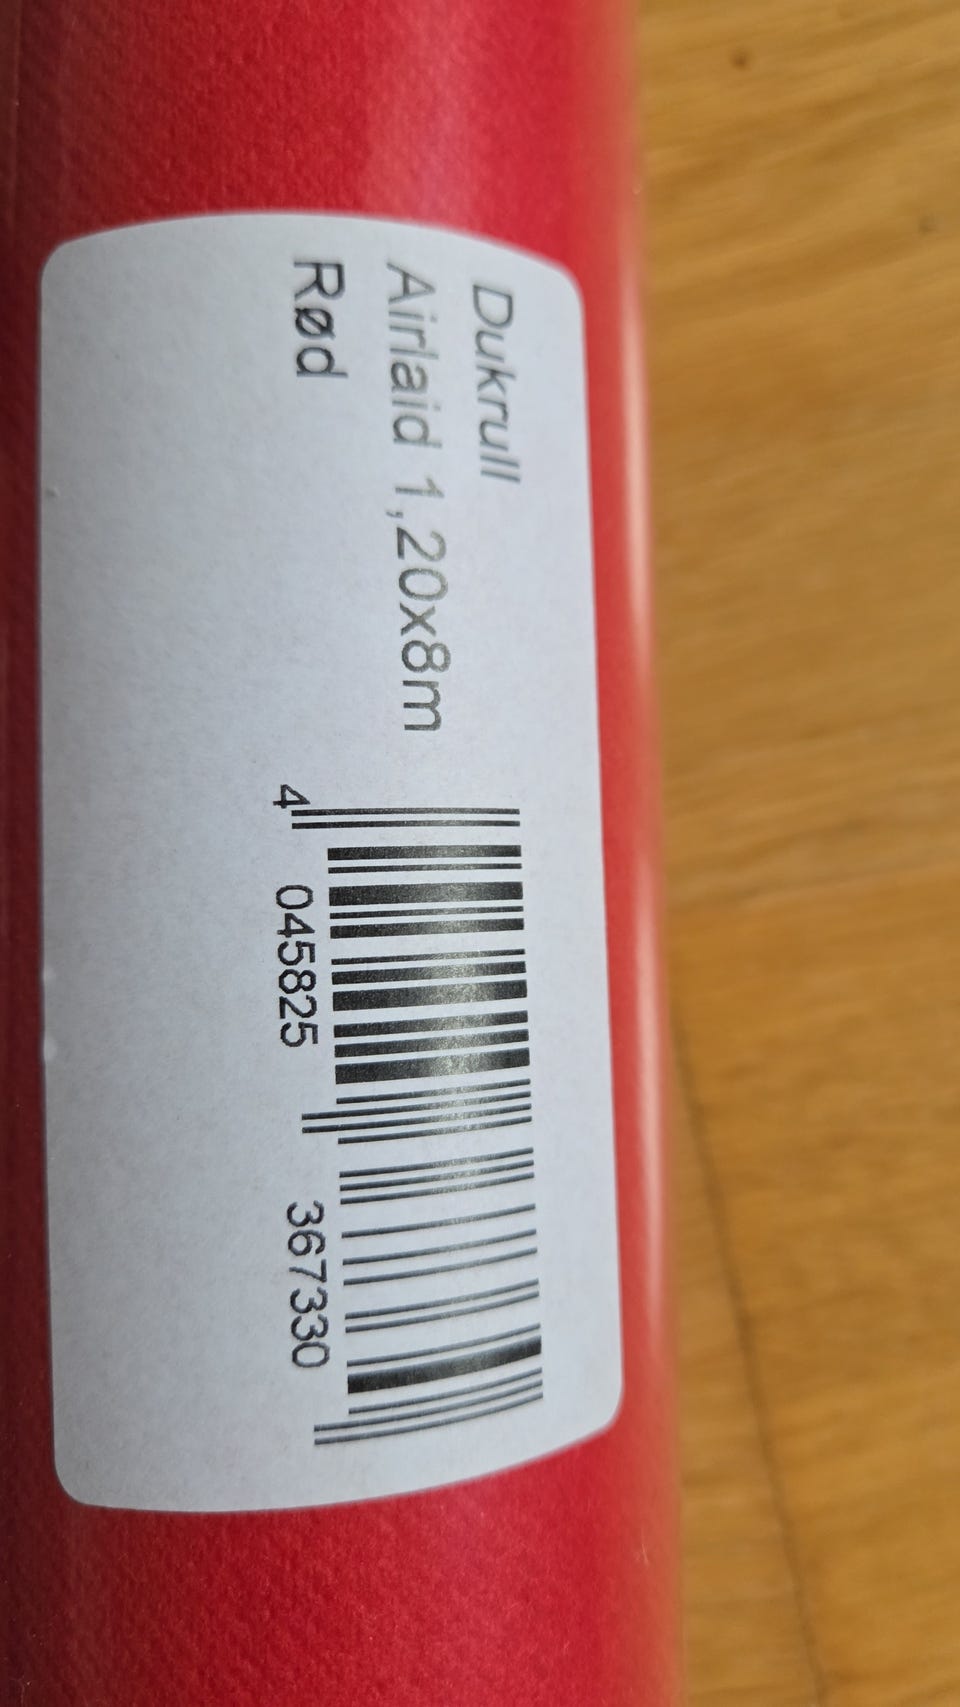 Dukrull
Airlaid 1,20x8m
Rød
4 045825 367330